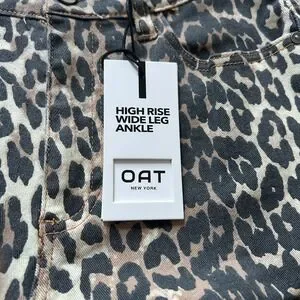 HIGH RISE
WIDE LEG
ANKLE
OAT
NEW YORK